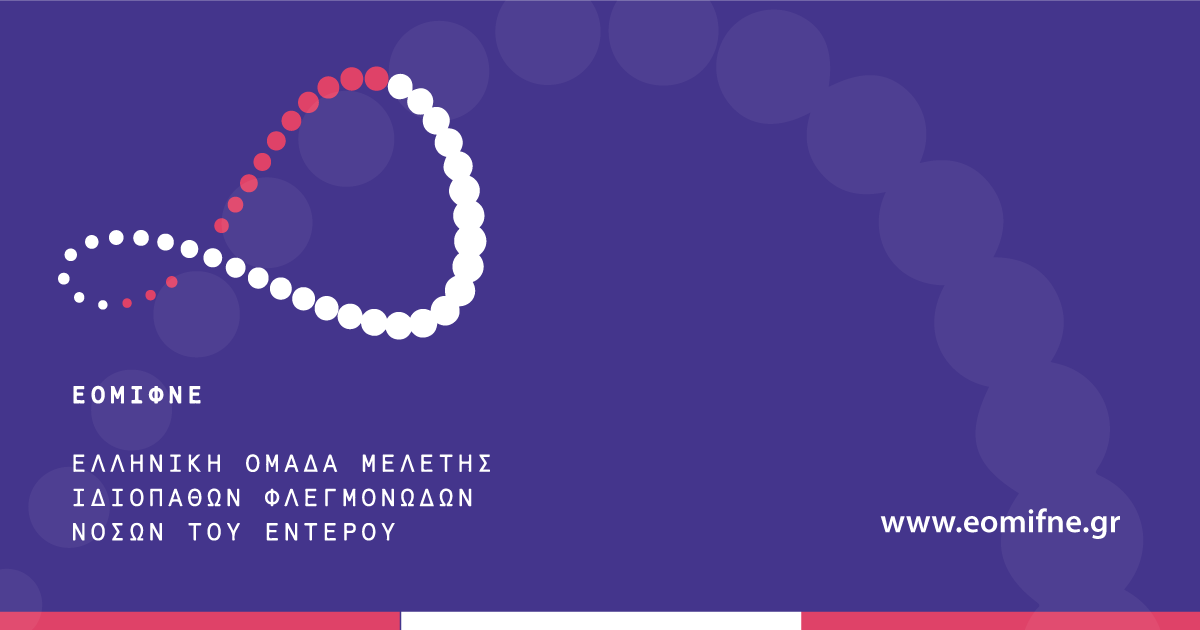 ΕΟΜΙΦΝΕ
ΕΛΛΗΝΙΚΗ ΟΜΑΔΑ ΜΕΛΕΤΗΣ
ΙΔΙΟΠΑΘΩΝ ΦΛΕΓΜΟΝΩΔΩΝ
ΝΟΣΩΝ ΤΟΥ ΕΝΤΕΡΟΥ
www.eomifne.gr